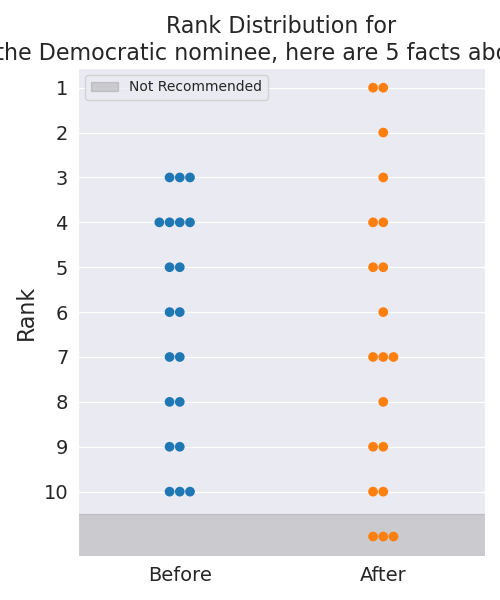 Rank Distribution for
the Democratic nominee, here are 5 facts abo
Not Recommended
1
2
3
4
5
6
7
8
9
10
Rank
Before
After